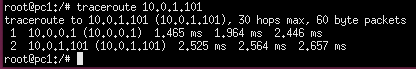 root@pc1:/# traceroute 10.0.1.101
traceroute to 10.0.1.101 (10.0.1.101), 30 hops max, 60 byte packets
 1  10.0.0.1 (10.0.0.1)  1.465 ms  1.964 ms  2.446 ms
 2  10.0.1.101 (10.0.1.101)  2.525 ms  2.564 ms  2.657 ms
root@pc1:/#